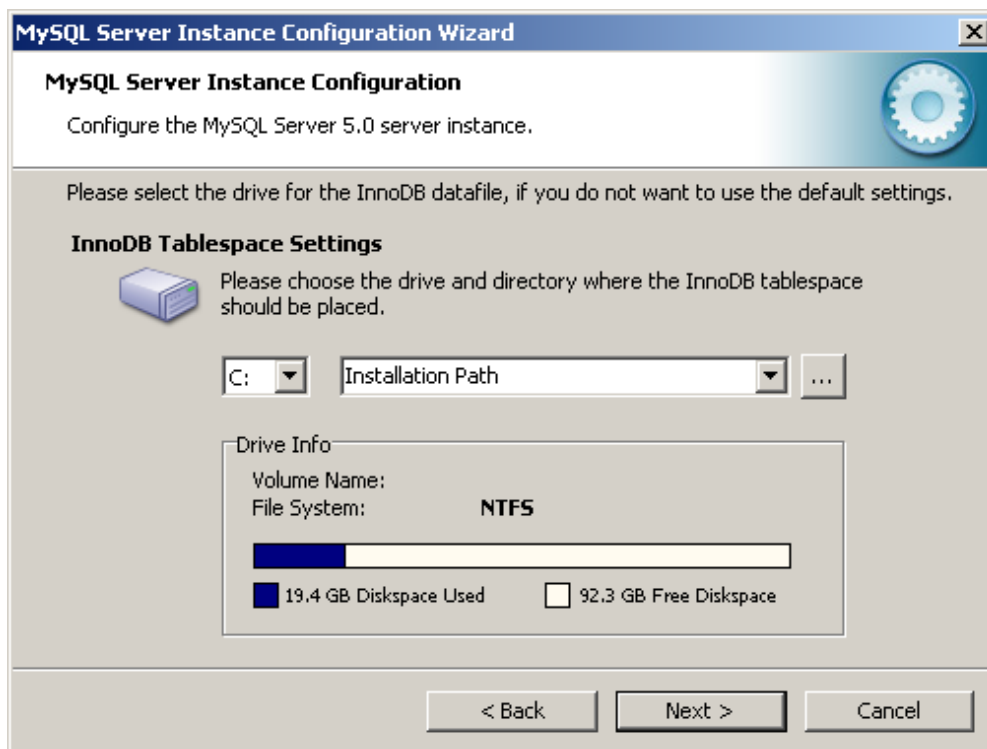 MySQL Server Instance Configuration Wizard
MySQL Server Instance Configuration
Configure the MySQL Server 5.0 server instance.
Please select the drive for the InnoDB datafile, if you do not want to use the default settings.
InnoDB Tablespace Settings
Please choose the drive and directory where the InnoDB tablespace
should be placed.
C: Installation Path ...
Drive Info
Volume Name:
File System: NTFS
19.4 GB Diskspace Used 92.3 GB Free Diskspace
< Back Next > Cancel